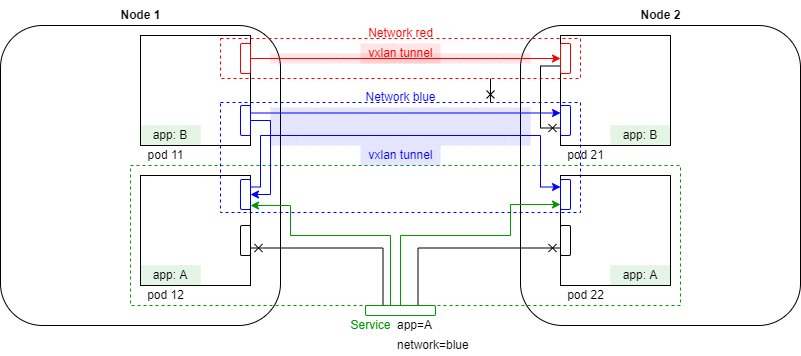 Node 1
Node 2
Network red
vxlan tunnel
Network blue
app: B
app: B
pod 11
vxlan tunnel
pod 21
app: A
app: A
pod 12
pod 22
Service app=A
network=blue